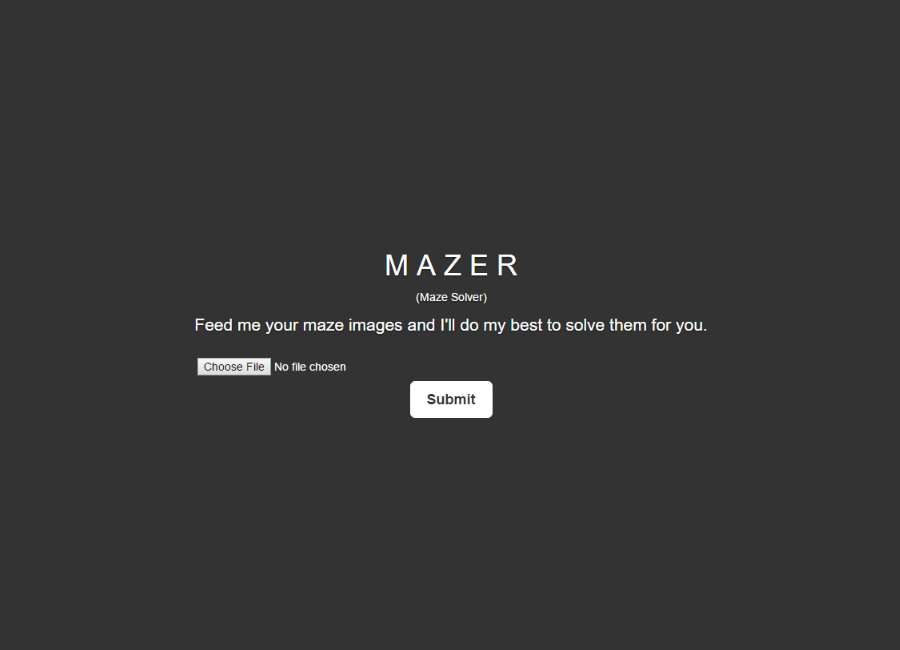 MAZER
(Maze Solver)
Feed me your maze images and I'll do my best to solve them for you.
Choose File No file chosen
Submit